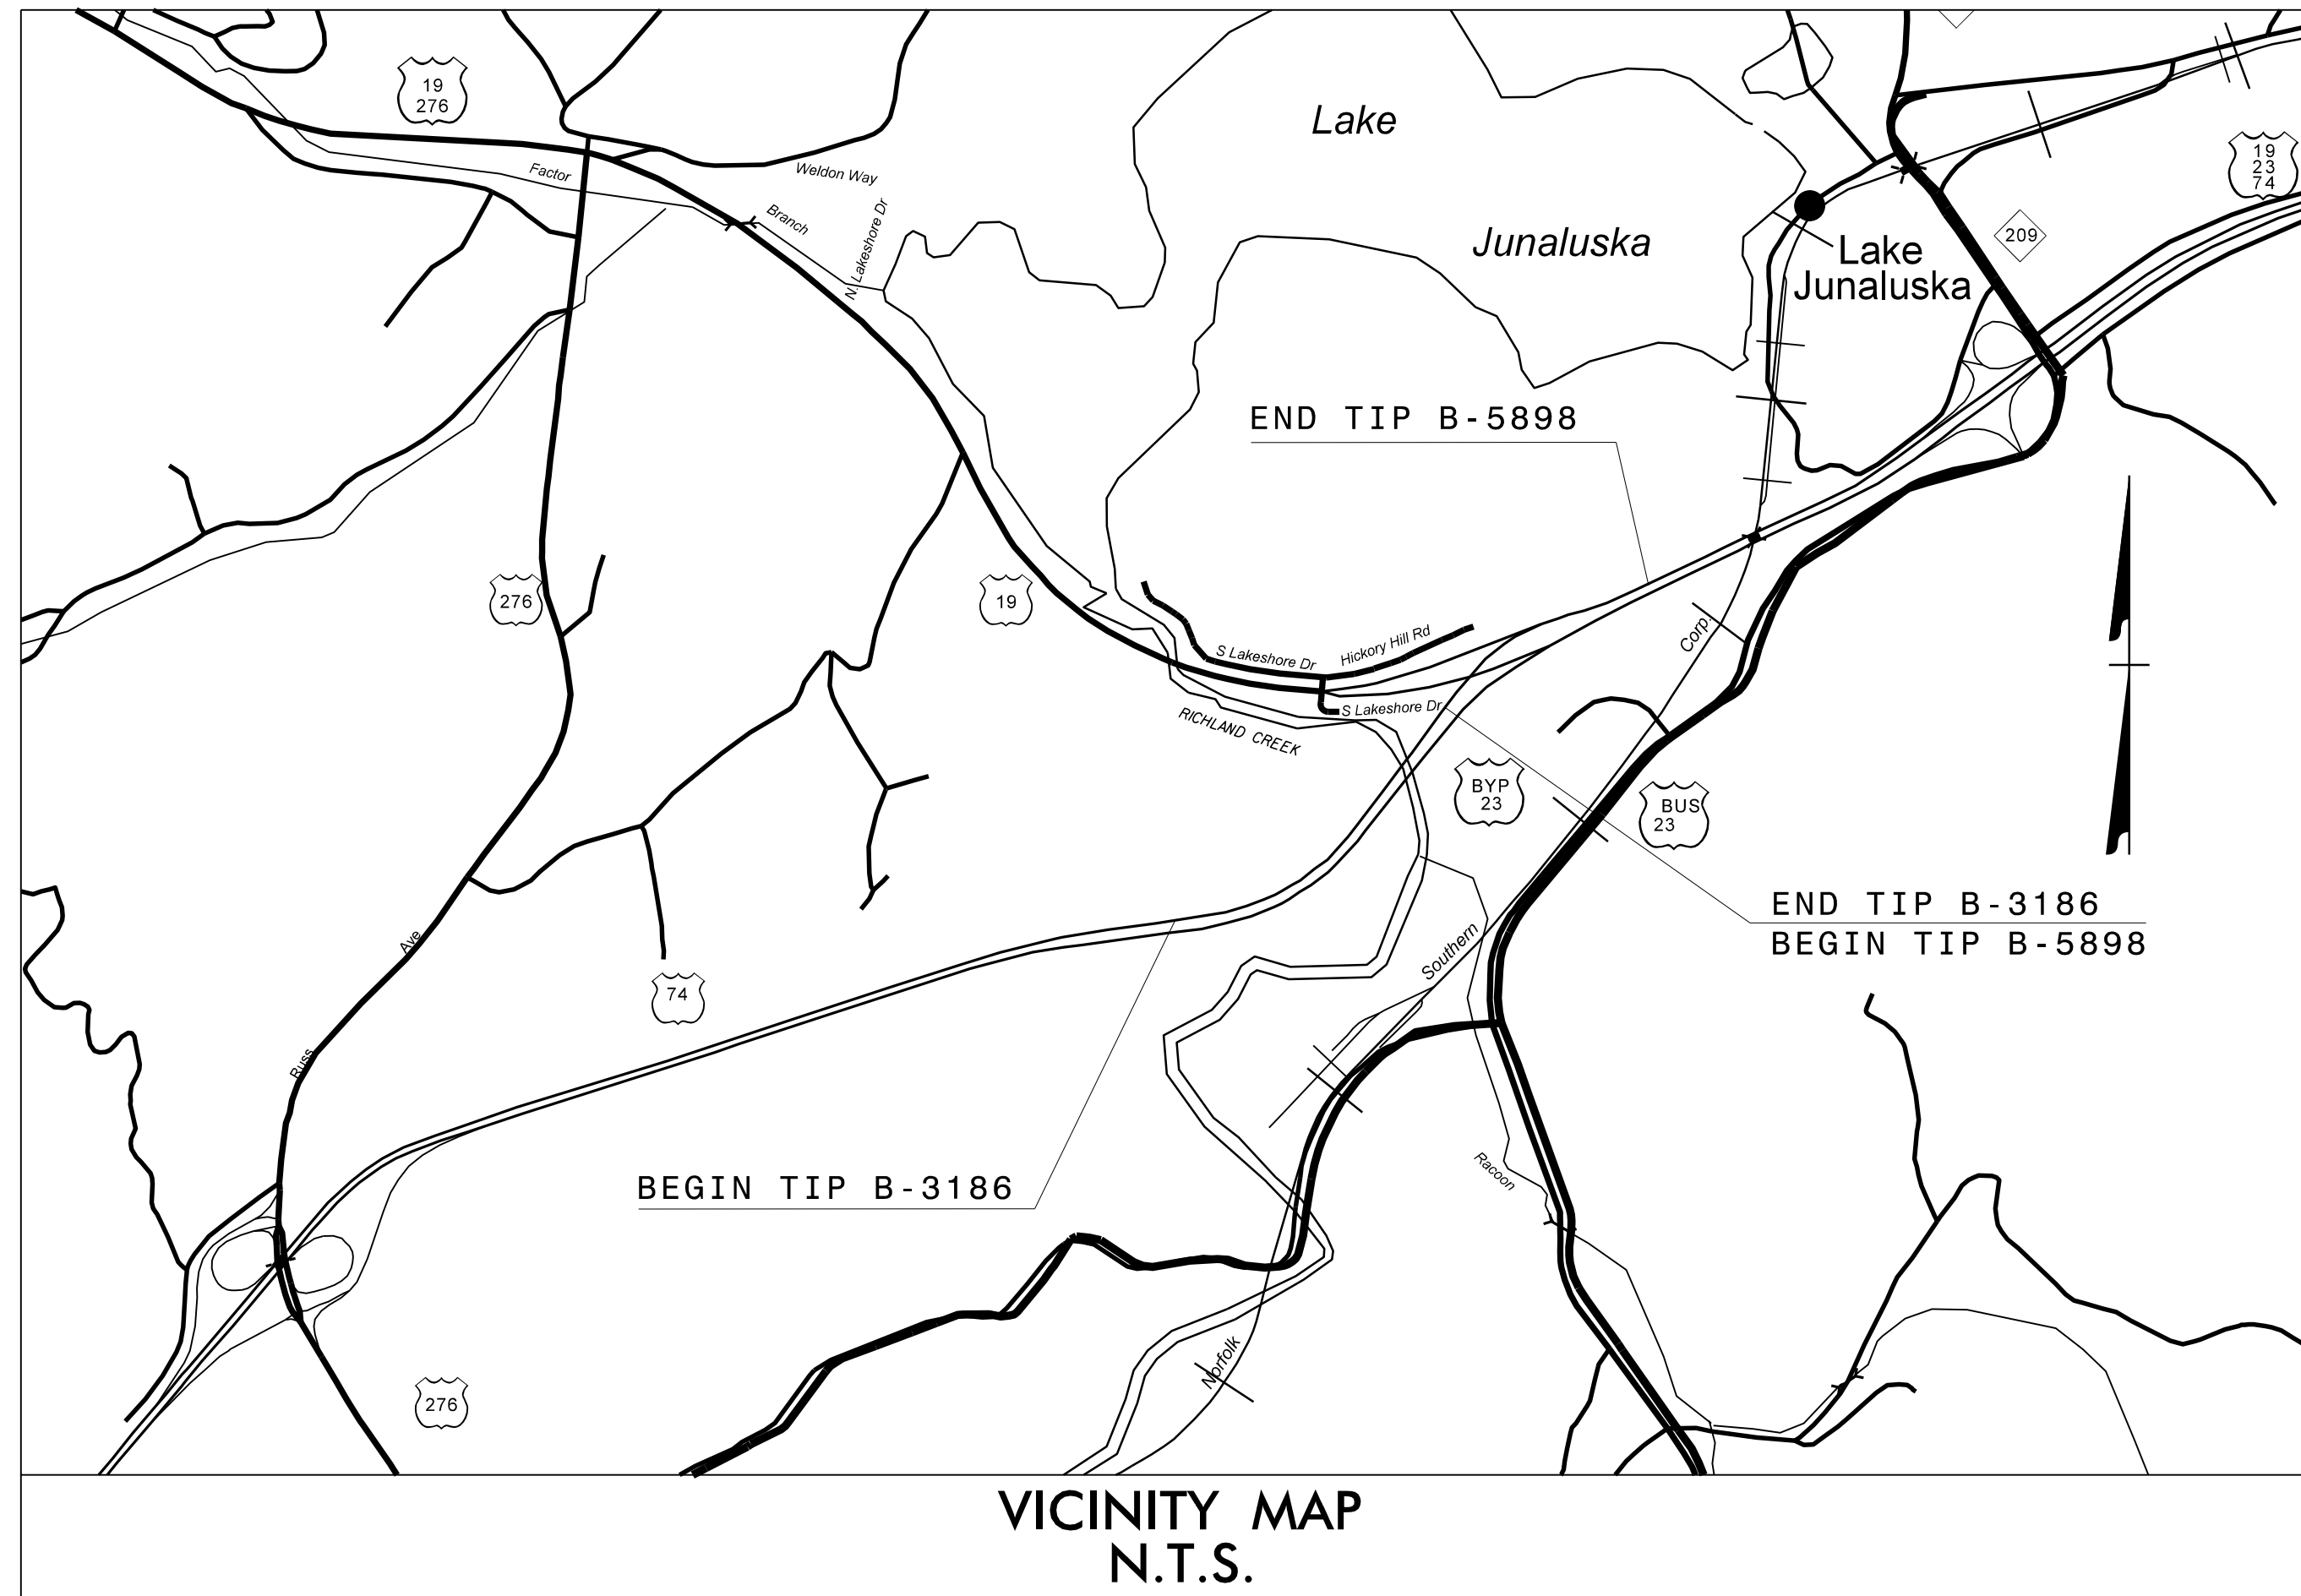 19
276
Lake
19
23
74
Factor
Weldon Way
Branch
N. Lakeshore Dr
209
Junaluska
Lake
Junaluska
END TIP B-5898
276
19
S Lakeshore Dr
Hickory Hill Rd
Corp.
S Lakeshore Dr
RICHLAND CREEK
BYP
23
BUS
23
END TIP B-3186
BEGIN TIP B-5898
Ave
Southern
74
Russ
BEGIN TIP B-3186
Racoon
Norfolk
276
VICINITY MAP
N.T.S.